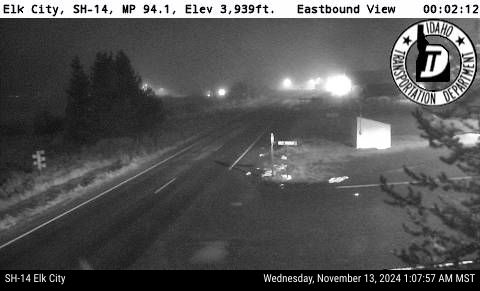 Elk City, SH-14, MP 94.1, Elev 3,939ft. Eastbound View 00:02:12
IDAHO
TRANSPORTATION DEPARTMENT
SH-14 Elk City Wednesday, November 13, 2024 1:07:57 AM MST